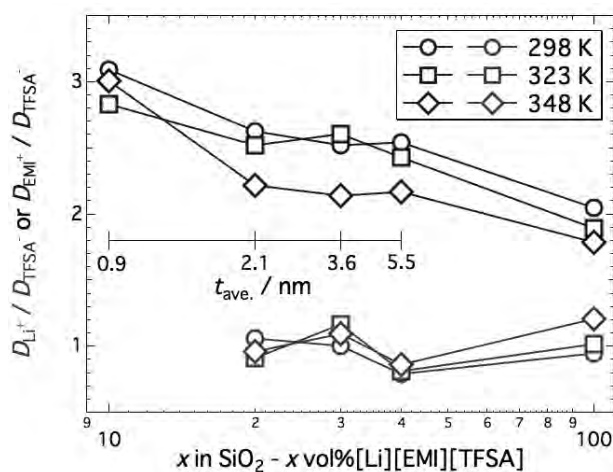 D_Li⁺ / D_TFSA⁻ or D_EMI⁺ / D_TFSA⁻
298 K
323 K
348 K
3
2
1
0.9 2.1 3.6 5.5
t_ave. / nm
9 2 3 4 5 6 7 8 9
10 100
x in SiO₂ - x vol%[Li][EMI][TFSA]